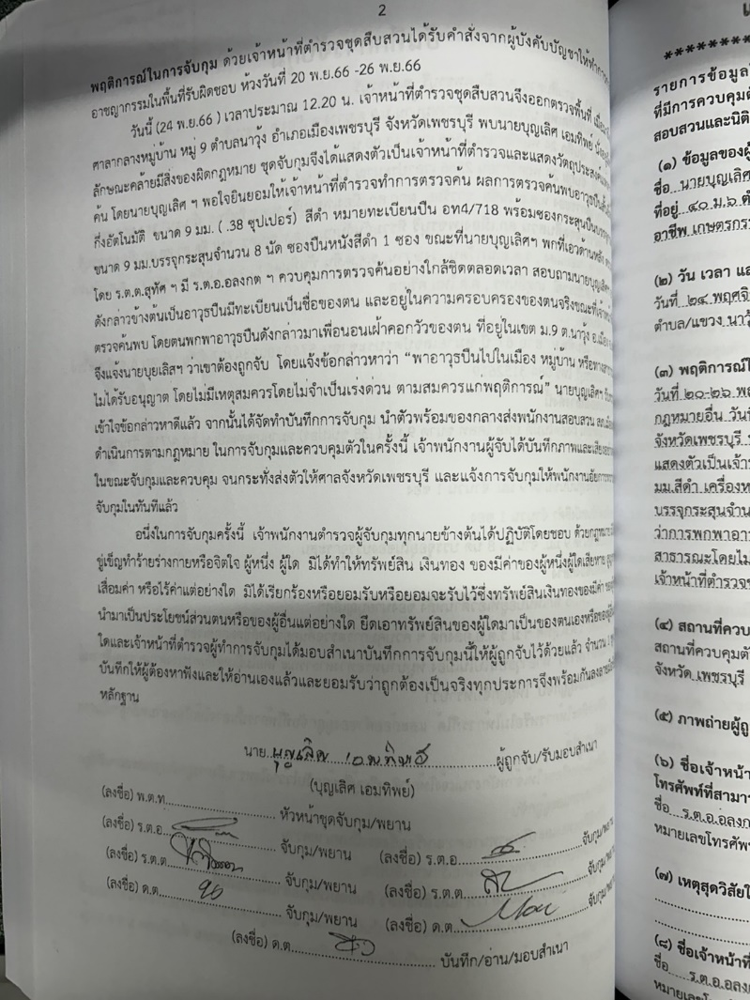 2
พฤติการณ์ในการจับกุม ด้วยเจ้าหน้าที่ตำรวจชุดสืบสวนได้รับคำสั่งจากผู้บังคับบัญชาให้ทำการ
อาชญากรรมในพื้นที่รับผิดชอบ ห้วงวันที่ 20 พ.ย.66 -26 พ.ย.66
วันนี้ (24 พ.ย.66 ) เวลาประมาณ 12.20 น. เจ้าหน้าที่ตำรวจชุดสืบสวนจึงออกตรวจพื้นที่
ศาลากลางหมู่บ้าน หมู่ 9 ตำบลนาวุ้ง อำเภอเมืองเพชรบุรี จังหวัดเพชรบุรี พบนายบุญเลิศ เอมทิพย์
ลักษณะคล้ายมีสิ่งของผิดกฎหมาย ชุดจับกุมจึงได้แสดงตัวเป็นเจ้าหน้าที่ตำรวจและแสดงวัตถุประสงค์
ค้น โดยนายบุญเลิศ ฯ พอใจยินยอมให้เจ้าหน้าที่ตำรวจทำการตรวจค้น ผลการตรวจค้นพบอาวุธปืน
กึ่งอัตโนมัติ ขนาด 9 มม. ( .38 ซุปเปอร์) สีดำ หมายทะเบียนปืน อท4/718 พร้อมซองกระสุนปืน
ขนาด 9 มม.บรรจุกระสุนจำนวน 8 นัด ซองปืนหนังสีดำ 1 ซอง ขณะที่นายบุญเลิศฯ พกที่เอวด้านหลัง
โดย ร.ต.ต.สุทัศ ฯ มี ร.ต.อ.อลงกต ฯ ควบคุมการตรวจค้นอย่างใกล้ชิดตลอดเวลา สอบถามนายบุญเลิศฯ
ดังกล่าวข้างต้นเป็นอาวุธปืนมีทะเบียนเป็นชื่อของตน และอยู่ในความครอบครองของตนจริงขณะที่
ตรวจค้นพบ โดยตนพกพาอาวุธปืนดังกล่าวมาเพื่อนอนเฝ้าคอกวัวของตน ที่อยู่ในเขต ม.9 ต.นาวุ้ง อ.เมือง
จึงแจ้งนายบุยเลิสฯ ว่าเขาต้องถูกจับ โดยแจ้งข้อกล่าวหาว่า “พาอาวุธปืนไปในเมือง หมู่บ้าน หรือทาง
ไม่ได้รับอนุญาต โดยไม่มีเหตุสมควรโดยไม่จำเป็นเร่งด่วน ตามสมควรแก่พฤติการณ์” นายบุญเลิศฯ
เข้าใจข้อกล่าวหาดีแล้ว จากนั้นได้จัดทำบันทึกการจับกุม นำตัวพร้อมของกลางส่งพนักงานสอบสวน
ดำเนินการตามกฎหมาย ในการจับกุมและควบคุมตัวในครั้งนี้ เจ้าพนักงานผู้จับได้บันทึกภาพและเสียง
ในขณะจับกุมและควบคุม จนกระทั่งส่งตัวให้ศาลจังหวัดเพชรบุรี และแจ้งการจับกุมให้พนักงานอัยการ
จับกุมในทันทีแล้ว
อนึ่งในการจับกุมครั้งนี้ เจ้าพนักงานตำรวจผู้จับกุมทุกนายข้างต้นได้ปฏิบัติโดยชอบ ด้วยกฎหมาย
ขู่เข็ญทำร้ายร่างกายหรือจิตใจ ผู้หนึ่ง ผู้ใด มิได้ทำให้ทรัพย์สิน เงินทอง ของมีค่าของผู้หนึ่งผู้ใดเสียหาย
เสื่อมค่า หรือไร้ค่าแต่อย่างใด มิได้เรียกร้องหรือยอมรับหรือยอมจะรับไว้ซึ่งทรัพย์สินเงินทองของมีค่า
นำมาเป็นประโยชน์ส่วนตนหรือของผู้อื่นแต่อย่างใด ยึดเอาทรัพย์สินของผู้ใดมาเป็นของตนเองหรือของ
ใดและเจ้าหน้าที่ตำรวจผู้ทำการจับกุมได้มอบสำเนาบันทึกการจับกุมนี้ให้ผู้ถูกจับไว้ด้วยแล้ว จำนวน 1
บันทึกให้ผู้ต้องหาฟังและให้อ่านเองแล้วและยอมรับว่าถูกต้องเป็นจริงทุกประการจึงพร้อมกันลงลายมือ
หลักฐาน
นาย บุญเลิศ เอมทิพย์ ผู้ถูกจับ/รับมอบสำเนา
(บุญเลิศ เอมทิพย์)
(ลงชื่อ) พ.ต.ท. หัวหน้าชุดจับกุม/พยาน
(ลงชื่อ) ร.ต.อ. จับกุม/พยาน (ลงชื่อ) ร.ต.อ. จับกุม/พยาน
(ลงชื่อ) ร.ต.ต. จับกุม/พยาน (ลงชื่อ) ร.ต.ต. จับกุม/พยาน
(ลงชื่อ) ด.ต. จับกุม/พยาน (ลงชื่อ) ด.ต. จับกุม/พยาน
(ลงชื่อ) ด.ต. บันทึก/อ่าน/มอบสำเนา
*********
รายการข้อมูล
ที่มีการควบคุม
สอบสวนและนิติ
(๑) ข้อมูลของผู้
ชื่อ นายบุญเลิศ
ที่อยู่ ๔๐ ม.๖
อาชีพ เกษตรกร
(๒) วัน เวลา และ
วันที่ ๒๔ พฤศจิ
ตำบล/แขวง นาวุ้ง
(๓) พฤติการณ์
วันที่ ๒๐-๒๖ พฤ
กฎหมายอื่น วันที่
จังหวัดเพชรบุรี
แสดงตัวเป็นเจ้า
มม.สีดำ เครื่องห
บรรจุกระสุนจำน
ว่าการพกพาอา
สาธารณะโดยไม่
เจ้าหน้าที่ตำรวจ
(๔) สถานที่ควบ
สถานที่ควบคุมตั
จังหวัด เพชรบุรี
(๕) ภาพถ่ายผู้ถู
(๖) ชื่อเจ้าหน้า
โทรศัพท์ที่สามาร
ชื่อ ร.ต.อ.อลงก
หมายเลขโทรศัพ
(๗) เหตุสุดวิสัย
(๘) ชื่อเจ้าหน้าที่
ชื่อ ร.ต.อ.อลงก
หมายเลขโทรศัพ